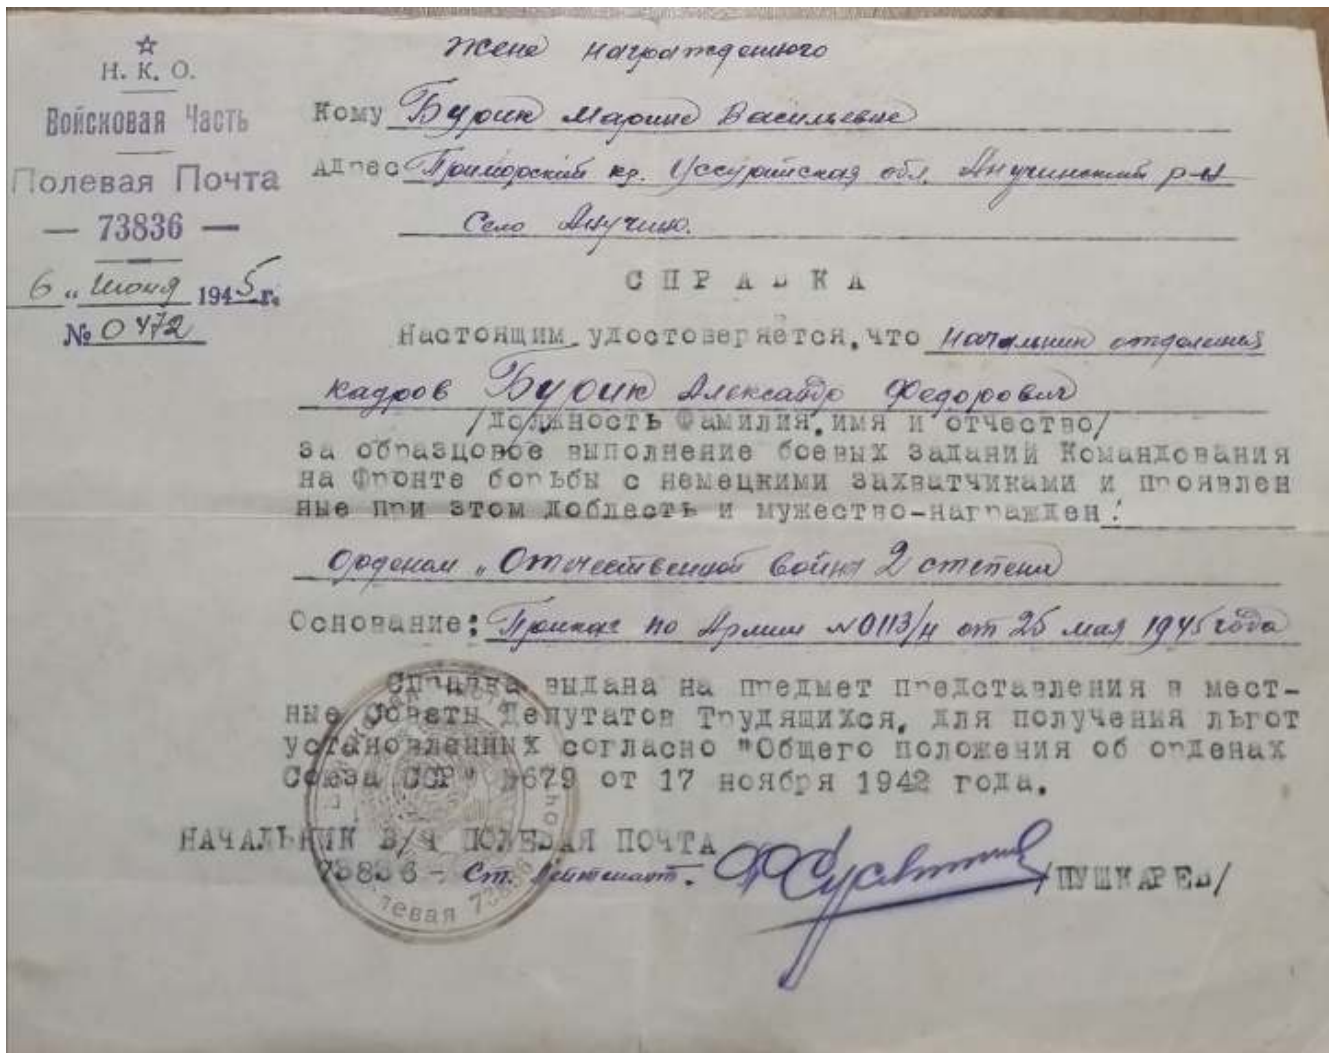 Н. К. О.
Войсковая Часть
Полевая Почта
— 73836 —
6 „ Июня 1945 г.
№ 0472
Жене награжденного
Кому Бурик Марине Васильевне
Адрес Приморский кр. Уссурийская обл. Анучинский р-н
Село Анучино.
СПРАВКА
Настоящим удостоверяется, что Начальник отделения
кадров Бурик Александр Федорович
/Должность Фамилия, имя и отчество/
за образцовое выполнение боевых заданий Командования
на Фронте борьбы с немецкими захватчиками и проявлен
ные при этом доблесть и мужество-награжден:
Орденом „Отечественной войны 2 степени
Основание: Приказ по Армии №0113/н от 25 мая 1945 года
Справка выдана на предмет представления в мест-
ные Советы Депутатов Трудящихся, для получения льгот
установленных согласно "Общего положения об орденах
Союза ССР" №679 от 17 ноября 1942 года.
НАЧАЛЬНИК В/Ч ПОЛЕВАЯ ПОЧТА
73836 - Ст. Лейтенант. /ПУШКАРЕВ/
левая 73836